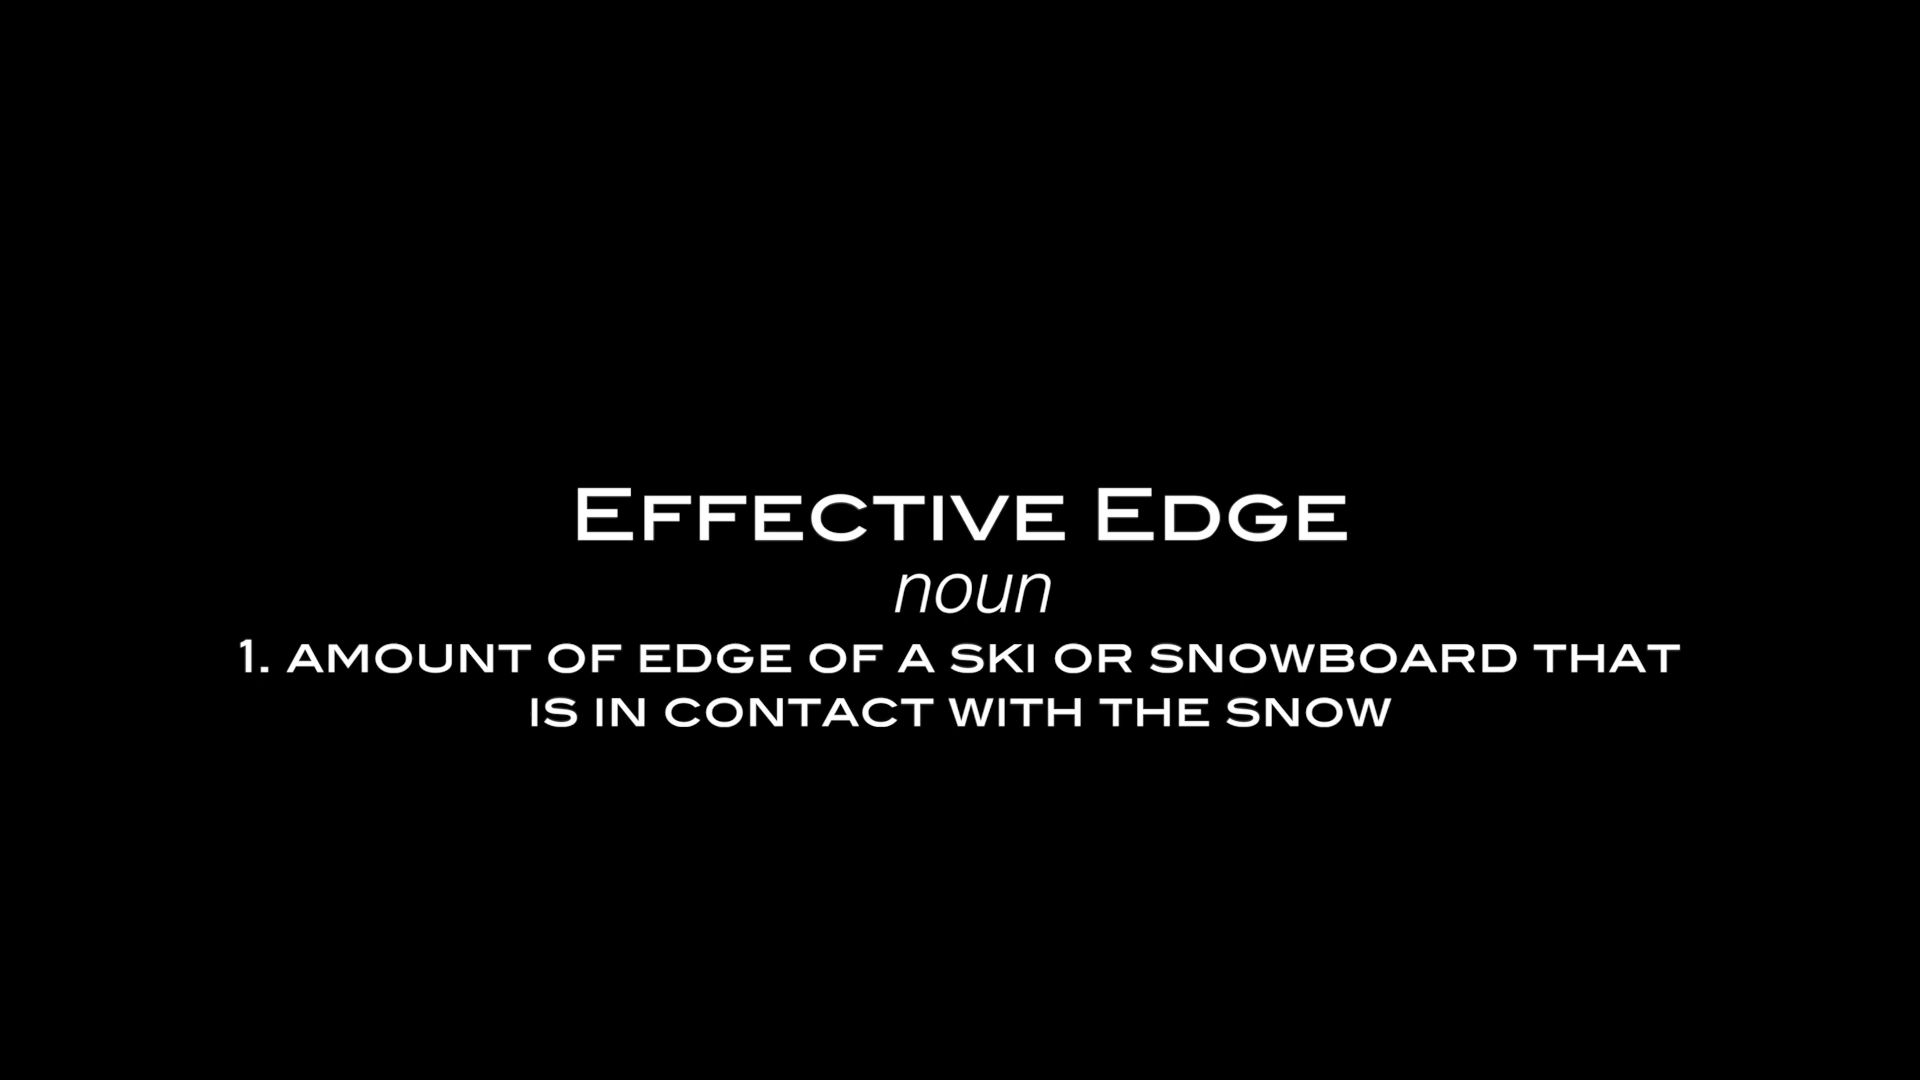 EFFECTIVE EDGE
noun
1. AMOUNT OF EDGE OF A SKI OR SNOWBOARD THAT
IS IN CONTACT WITH THE SNOW